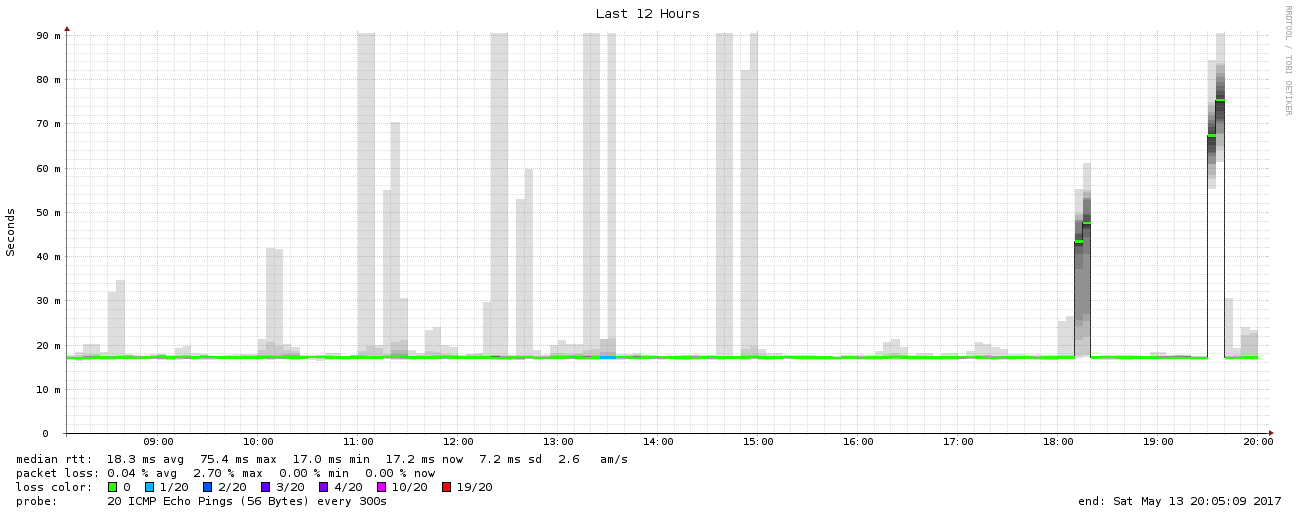 Last 12 Hours
RRDTOOL / TOBI OETIKER
90 m
80 m
70 m
60 m
50 m
40 m
30 m
20 m
10 m
0
Seconds
09:00 10:00 11:00 12:00 13:00 14:00 15:00 16:00 17:00 18:00 19:00 20:00
median rtt: 18.3 ms avg 75.4 ms max 17.0 ms min 17.2 ms now 7.2 ms sd 2.6 am/s
packet loss: 0.04 % avg 2.70 % max 0.00 % min 0.00 % now
loss color: 0 1/20 2/20 3/20 4/20 10/20 19/20
probe: 20 ICMP Echo Pings (56 Bytes) every 300s end: Sat May 13 20:05:09 2017